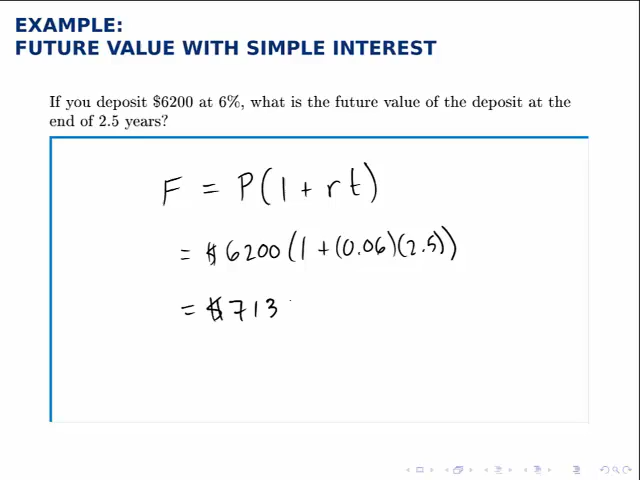 EXAMPLE:
FUTURE VALUE WITH SIMPLE INTEREST
If you deposit $6200 at 6%, what is the future value of the deposit at the
end of 2.5 years?
F = P(1 + rt)
= $6200(1 + (0.06)(2.5))
= $713